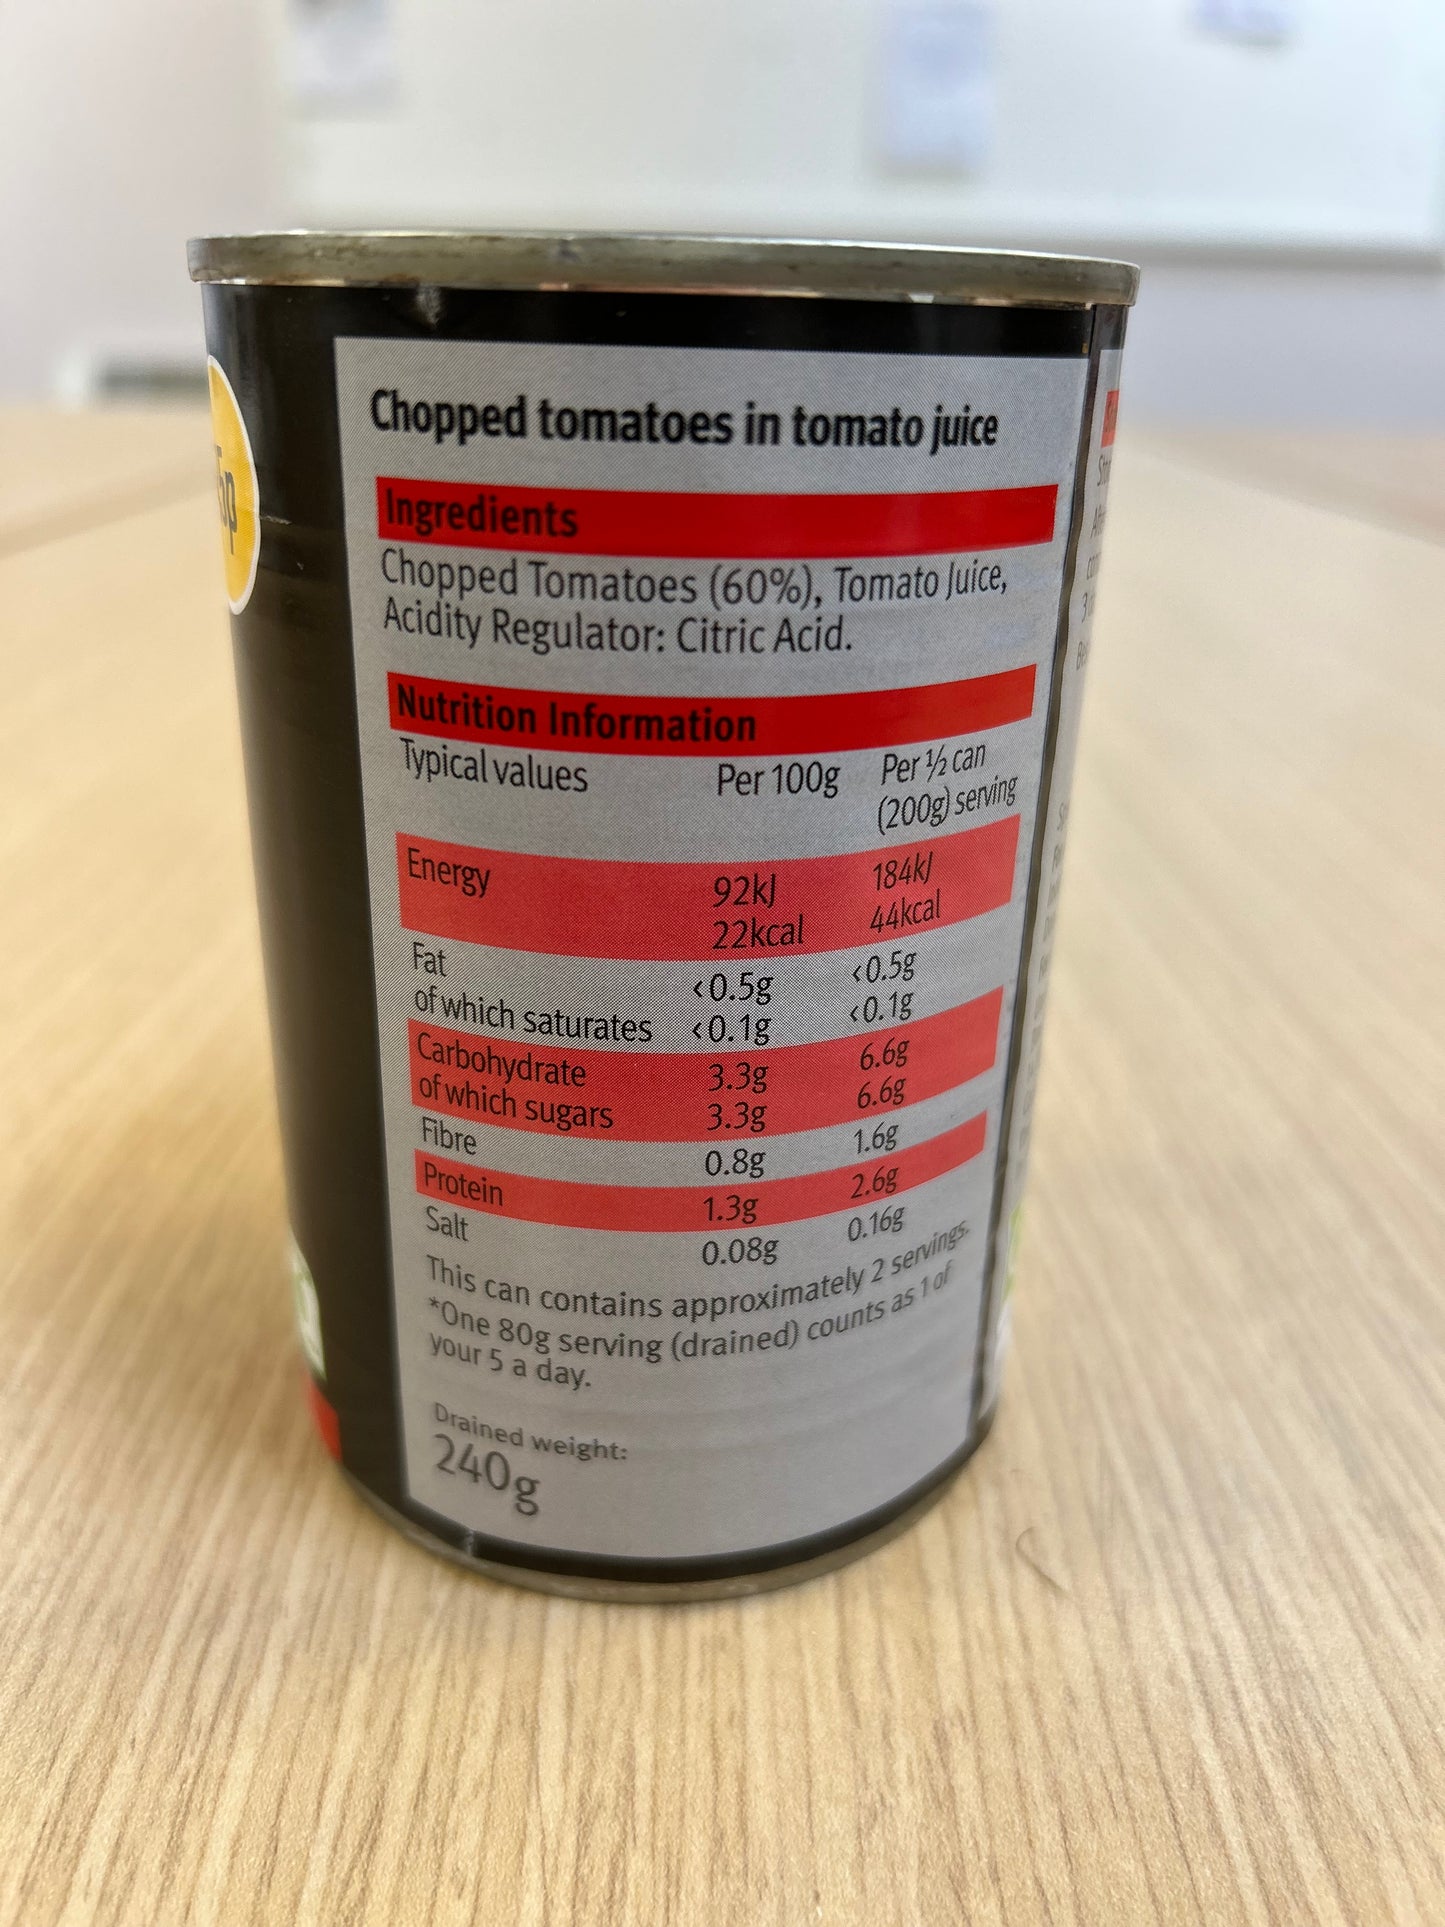 Chopped tomatoes in tomato juice
Ingredients
Chopped Tomatoes (60%), Tomato Juice,
Acidity Regulator: Citric Acid.
Nutrition Information
Typical values Per 100g Per ½ can
(200g) serving
Energy 92kJ 184kJ
22kcal 44kcal
Fat <0.5g <0.5g
of which saturates <0.1g <0.1g
Carbohydrate 3.3g 6.6g
of which sugars 3.3g 6.6g
Fibre 0.8g 1.6g
Protein 1.3g 2.6g
Salt 0.08g 0.16g
This can contains approximately 2 servings.
*One 80g serving (drained) counts as 1 of
your 5 a day.
Drained weight:
240g